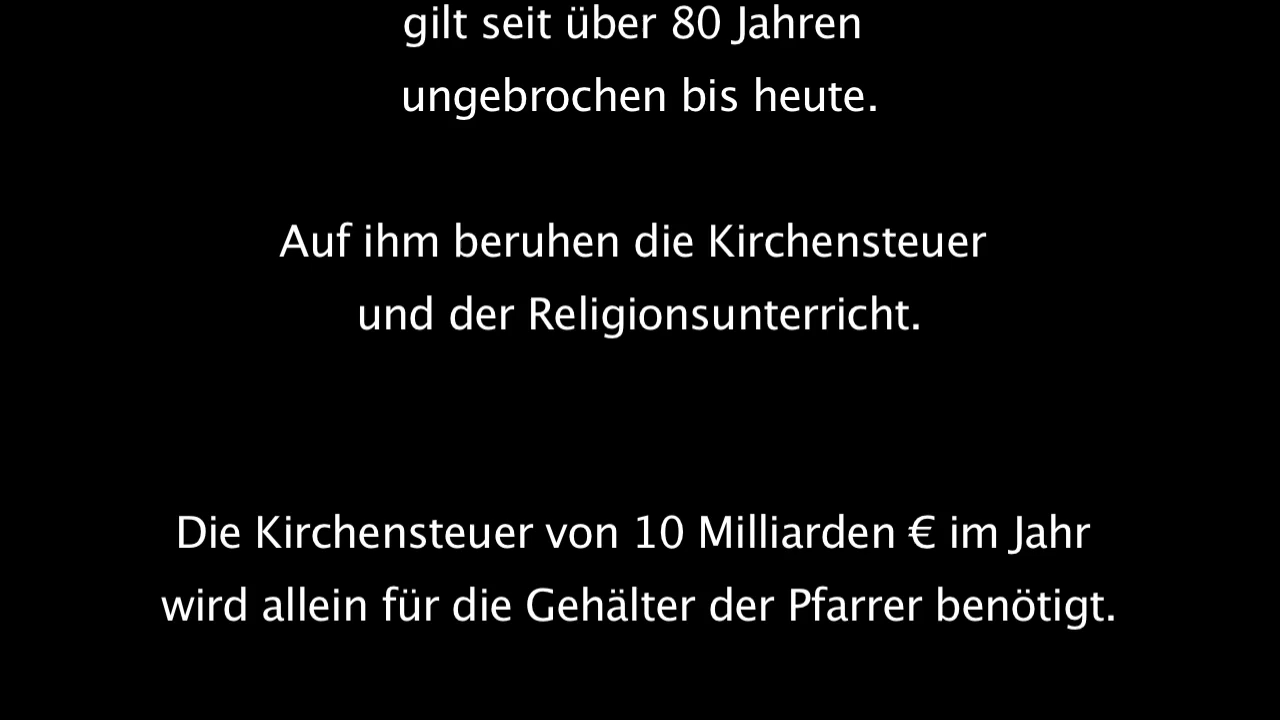 gilt seit über 80 Jahren
ungebrochen bis heute.
Auf ihm beruhen die Kirchensteuer
und der Religionsunterricht.
Die Kirchensteuer von 10 Milliarden € im Jahr
wird allein für die Gehälter der Pfarrer benötigt.